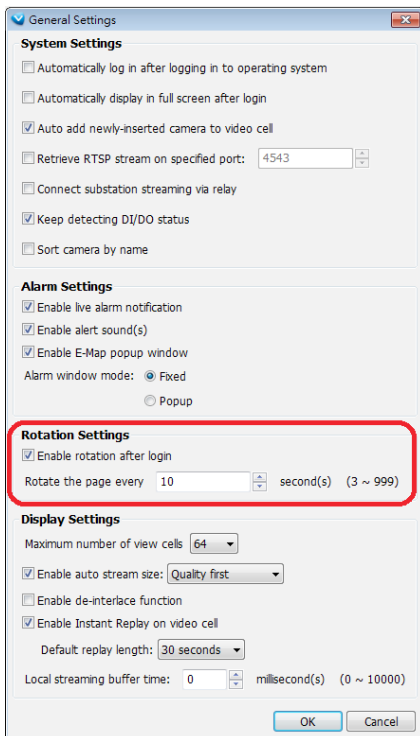 General Settings
System Settings
Automatically log in after logging in to operating system
Automatically display in full screen after login
Auto add newly-inserted camera to video cell
Retrieve RTSP stream on specified port: 4543
Connect substation streaming via relay
Keep detecting DI/DO status
Sort camera by name
Alarm Settings
Enable live alarm notification
Enable alert sound(s)
Enable E-Map popup window
Alarm window mode: Fixed
Popup
Rotation Settings
Enable rotation after login
Rotate the page every 10 second(s) (3 ~ 999)
Display Settings
Maximum number of view cells 64
Enable auto stream size: Quality first
Enable de-interlace function
Enable Instant Replay on video cell
Default replay length: 30 seconds
Local streaming buffer time: 0 milisecond(s) (0 ~ 10000)
OK Cancel